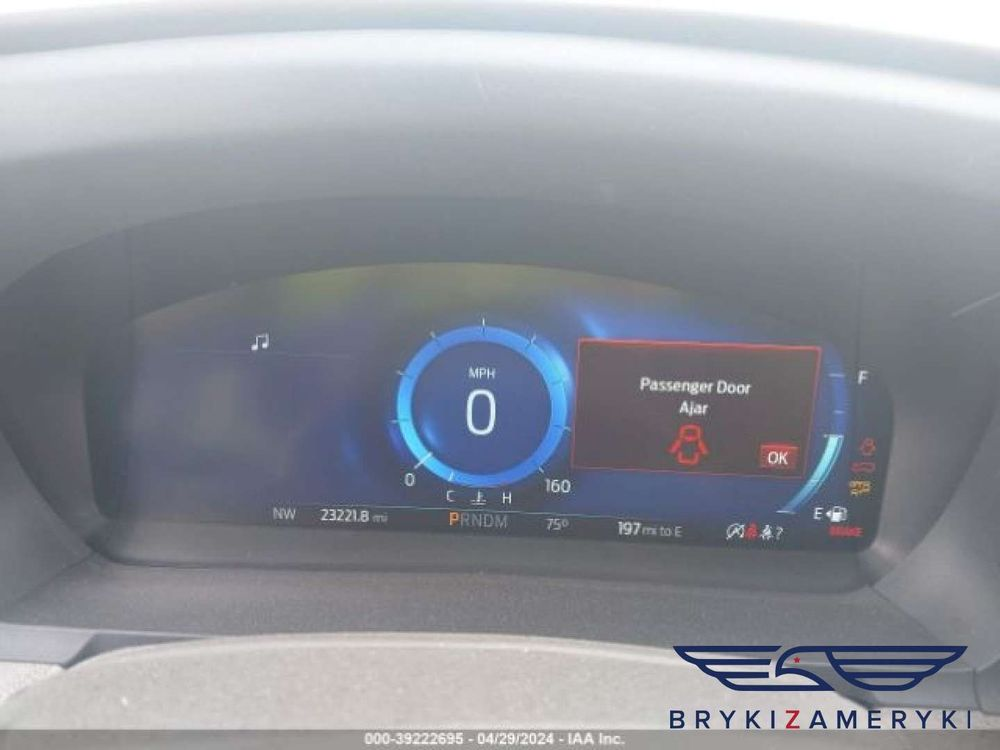 MPH
0
Passenger Door
Ajar
OK
F
0
160
C H
E
NW 23221.8 mi PRNDM 75° 197 mi to E ?
BRAKE
BRYKIZAMERYKI
000-39222695 - 04/29/2024 - IAA Inc.